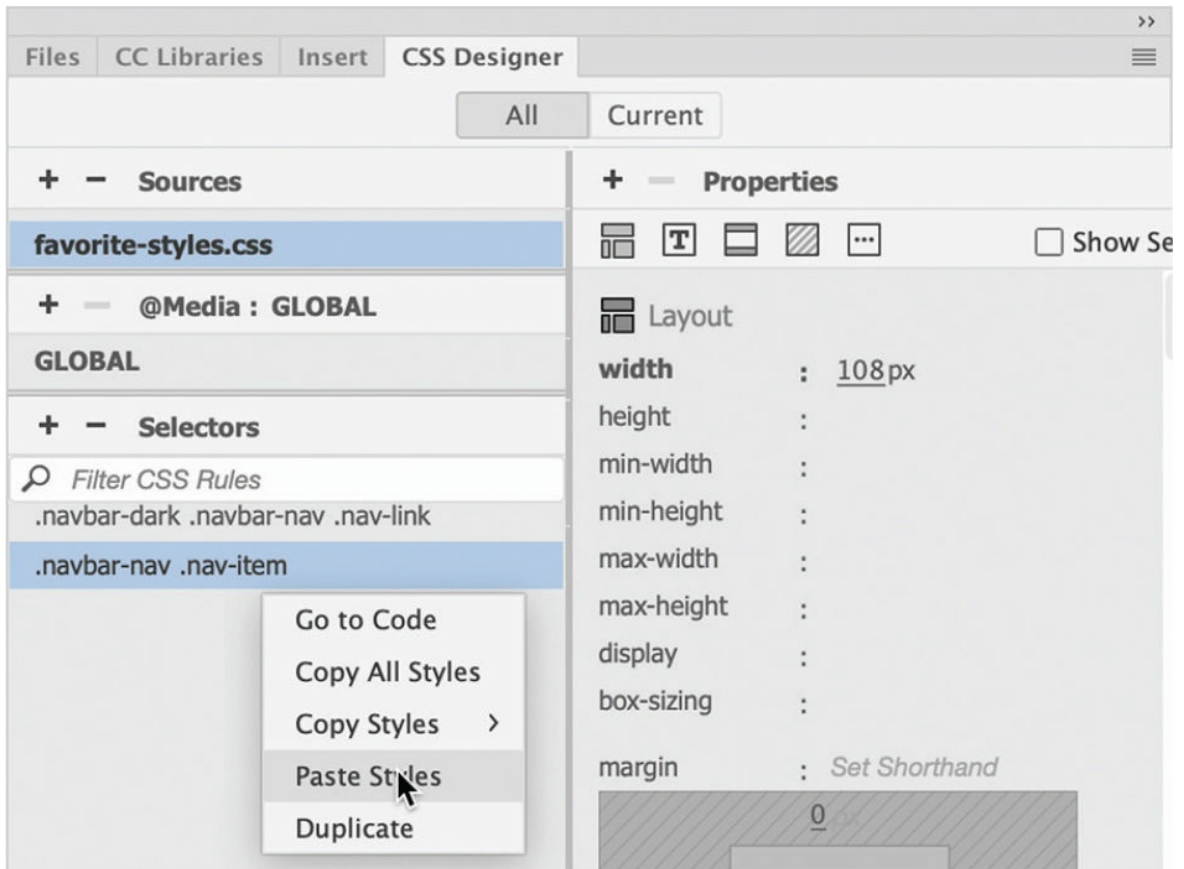 >>
Files CC Libraries Insert CSS Designer
All Current
+ - Sources
favorite-styles.css
+ - @Media : GLOBAL
GLOBAL
+ - Selectors
Filter CSS Rules
.navbar-dark .navbar-nav .nav-link
.navbar-nav .nav-item
Go to Code
Copy All Styles
Copy Styles >
Paste Styles
Duplicate
+ - Properties
T ... Show Se
Layout
width : 108px
height :
min-width :
min-height :
max-width :
max-height :
display :
box-sizing :
margin : Set Shorthand
0 px